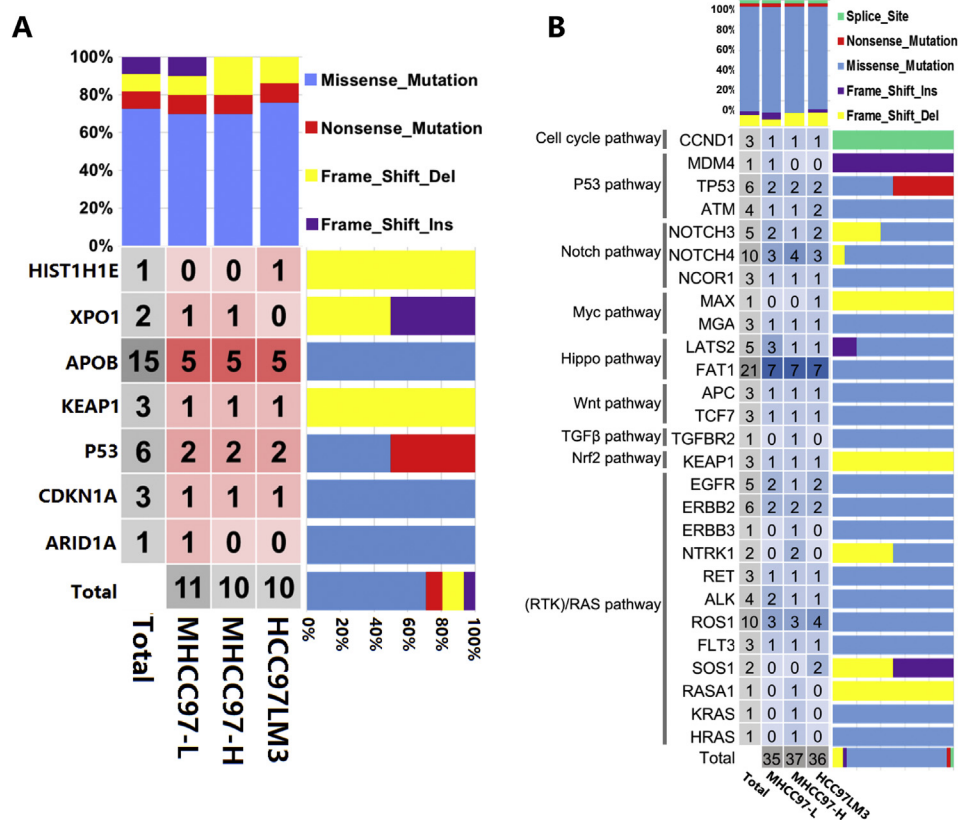 A
100%
80%
60%
40%
20%
0%
Missense_Mutation
Nonsense_Mutation
Frame_Shift_Del
Frame_Shift_Ins
HIST1H1E 1 0 0 1
XPO1 2 1 1 0
APOB 15 5 5 5
KEAP1 3 1 1 1
P53 6 2 2 2
CDKN1A 3 1 1 1
ARID1A 1 1 0 0
Total 11 10 10
0% 20% 40% 60% 80% 100%
Total MHCC97-L MHCC97-H HCC97LM3
B
100%
80%
60%
40%
20%
0%
Splice_Site
Nonsense_Mutation
Missense_Mutation
Frame_Shift_Ins
Frame_Shift_Del
Cell cycle pathway CCND1 3 1 1 1
MDM4 1 1 0 0
P53 pathway TP53 6 2 2 2
ATM 4 1 1 2
NOTCH3 5 2 1 2
Notch pathway NOTCH4 10 3 4 3
NCOR1 3 1 1 1
Myc pathway MAX 1 0 0 1
MGA 3 1 1 1
Hippo pathway LATS2 5 3 1 1
FAT1 21 7 7 7
Wnt pathway APC 3 1 1 1
TCF7 3 1 1 1
TGFβ pathway TGFBR2 1 0 1 0
Nrf2 pathway KEAP1 3 1 1 1
EGFR 5 2 1 2
ERBB2 6 2 2 2
ERBB3 1 0 1 0
NTRK1 2 0 2 0
RET 3 1 1 1
(RTK)/RAS pathway ALK 4 2 1 1
ROS1 10 3 3 4
FLT3 3 1 1 1
SOS1 2 0 0 2
RASA1 1 0 1 0
KRAS 1 0 1 0
HRAS 1 0 1 0
Total 35 37 36
Total MHCC97-L MHCC97-H HCC97LM3